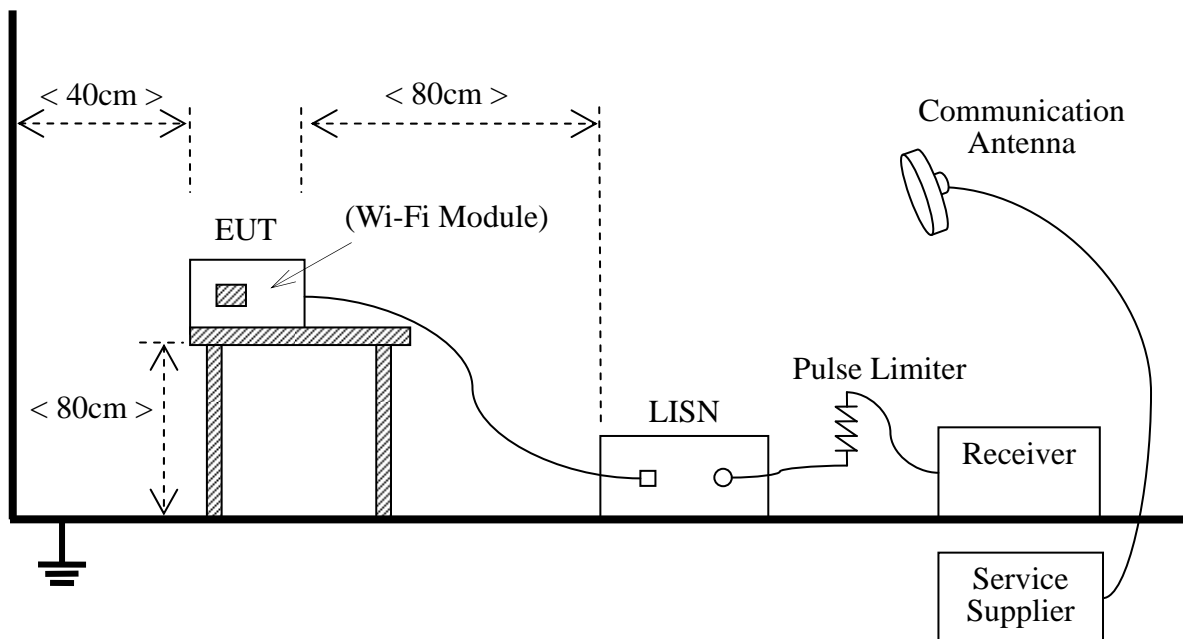 < 40cm >
< 80cm >
Communication
Antenna
(Wi-Fi Module)
EUT
Pulse Limiter
< 80cm >
LISN
Receiver
Service
Supplier